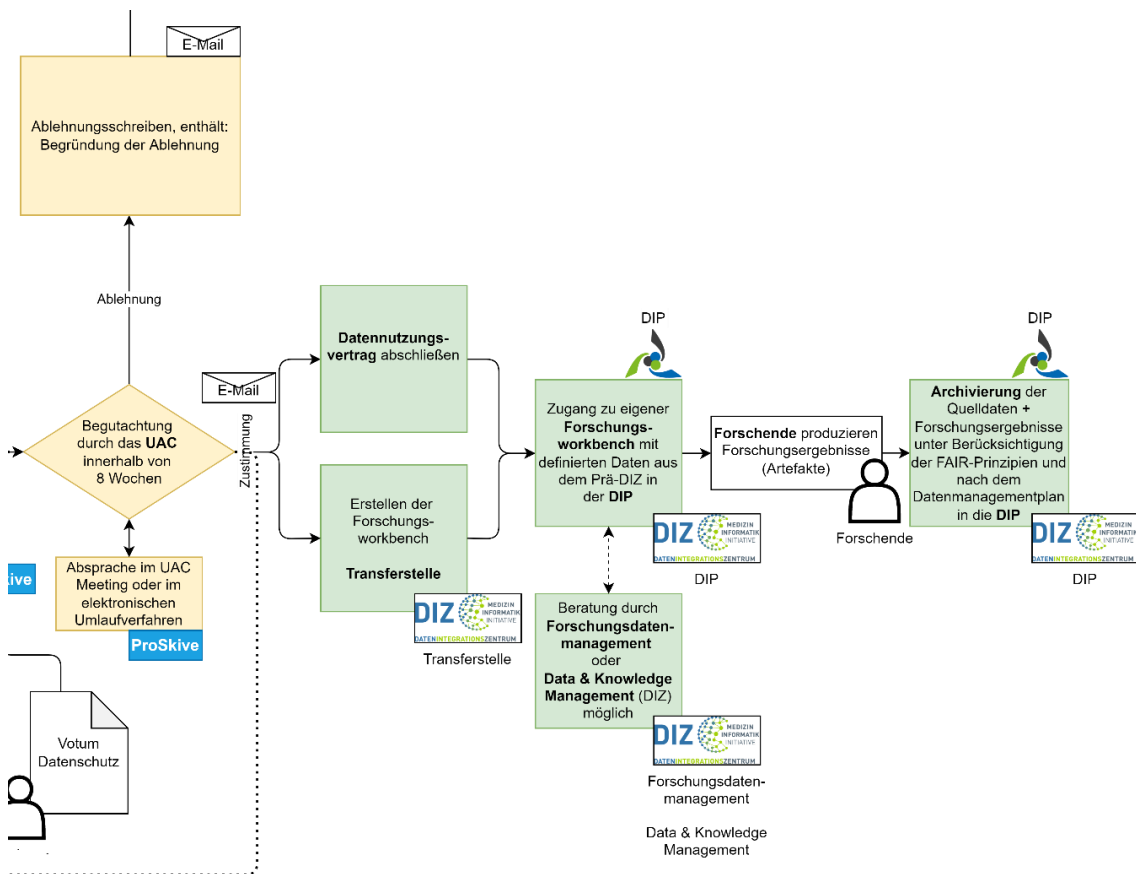 E-Mail
Ablehnungsschreiben, enthält:
Begründung der Ablehnung
Ablehnung
Begutachtung
durch das UAC
innerhalb von
8 Wochen
E-Mail
Zustimmung
Absprache im UAC
Meeting oder im
elektronischen
Umlaufverfahren
ProSkive
kive
Votum
Datenschutz
Datennutzungs-
vertrag abschließen
Erstellen der
Forschungs-
workbench
Transferstelle
DIZ
MEDIZIN
INFORMATIK
INITIATIVE
DATENINTEGRATIONSZENTRUM
Transferstelle
DIP
Zugang zu eigener
Forschungs-
workbench mit
definierten Daten aus
dem Prä-DIZ in
der DIP
DIZ
MEDIZIN
INFORMATIK
INITIATIVE
DATENINTEGRATIONSZENTRUM
DIP
Beratung durch
Forschungsdaten-
management
oder
Data & Knowledge
Management (DIZ)
möglich
DIZ
MEDIZIN
INFORMATIK
INITIATIVE
DATENINTEGRATIONSZENTRUM
Forschungsdaten-
management
Data & Knowledge
Management
Forschende produzieren
Forschungsergebnisse
(Artefakte)
Forschende
DIP
Archivierung der
Quelldaten +
Forschungsergebnisse
unter Berücksichtigung
der FAIR-Prinzipien und
nach dem
Datenmanagementplan
in die DIP
DIZ
MEDIZIN
INFORMATIK
INITIATIVE
DATENINTEGRATIONSZENTRUM
DIP